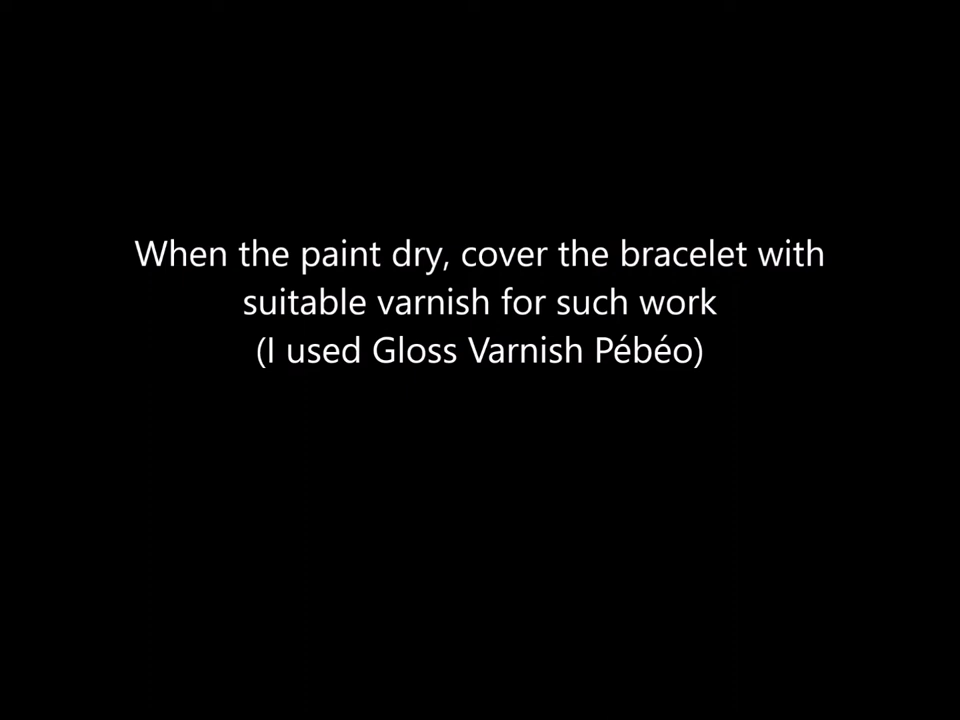 When the paint dry, cover the bracelet with
suitable varnish for such work
(I used Gloss Varnish Pébéo)